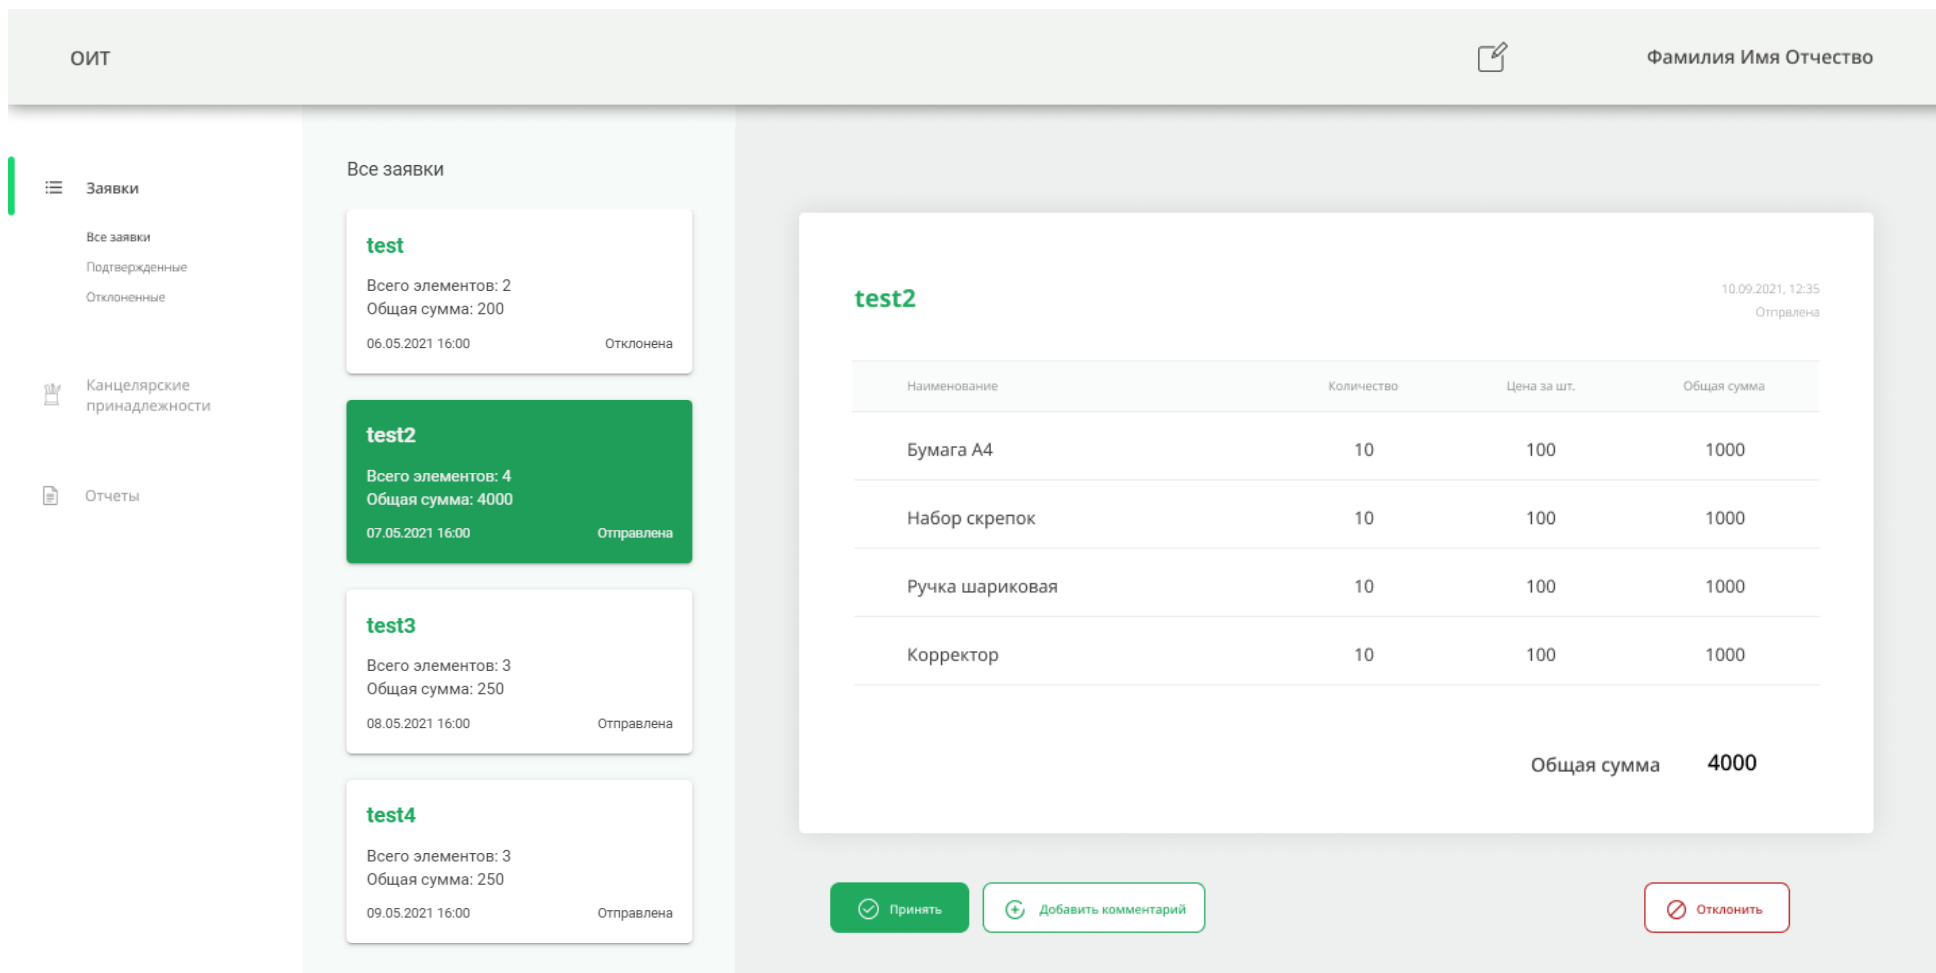 ОИТ
Фамилия Имя Отчество
Заявки
Все заявки
Подтвержденные
Отклоненные
Канцелярские
принадлежности
Отчеты
Все заявки
test
Всего элементов: 2
Общая сумма: 200
06.05.2021 16:00 Отклонена
test2
Всего элементов: 4
Общая сумма: 4000
07.05.2021 16:00 Отправлена
test3
Всего элементов: 3
Общая сумма: 250
08.05.2021 16:00 Отправлена
test4
Всего элементов: 3
Общая сумма: 250
09.05.2021 16:00 Отправлена
test2
10.09.2021, 12:35
Отпрвлена
Наименование Количество Цена за шт. Общая сумма
Бумага А4 10 100 1000
Набор скрепок 10 100 1000
Ручка шариковая 10 100 1000
Корректор 10 100 1000
Общая сумма 4000
Принять
Добавить комментарий
Отклонить